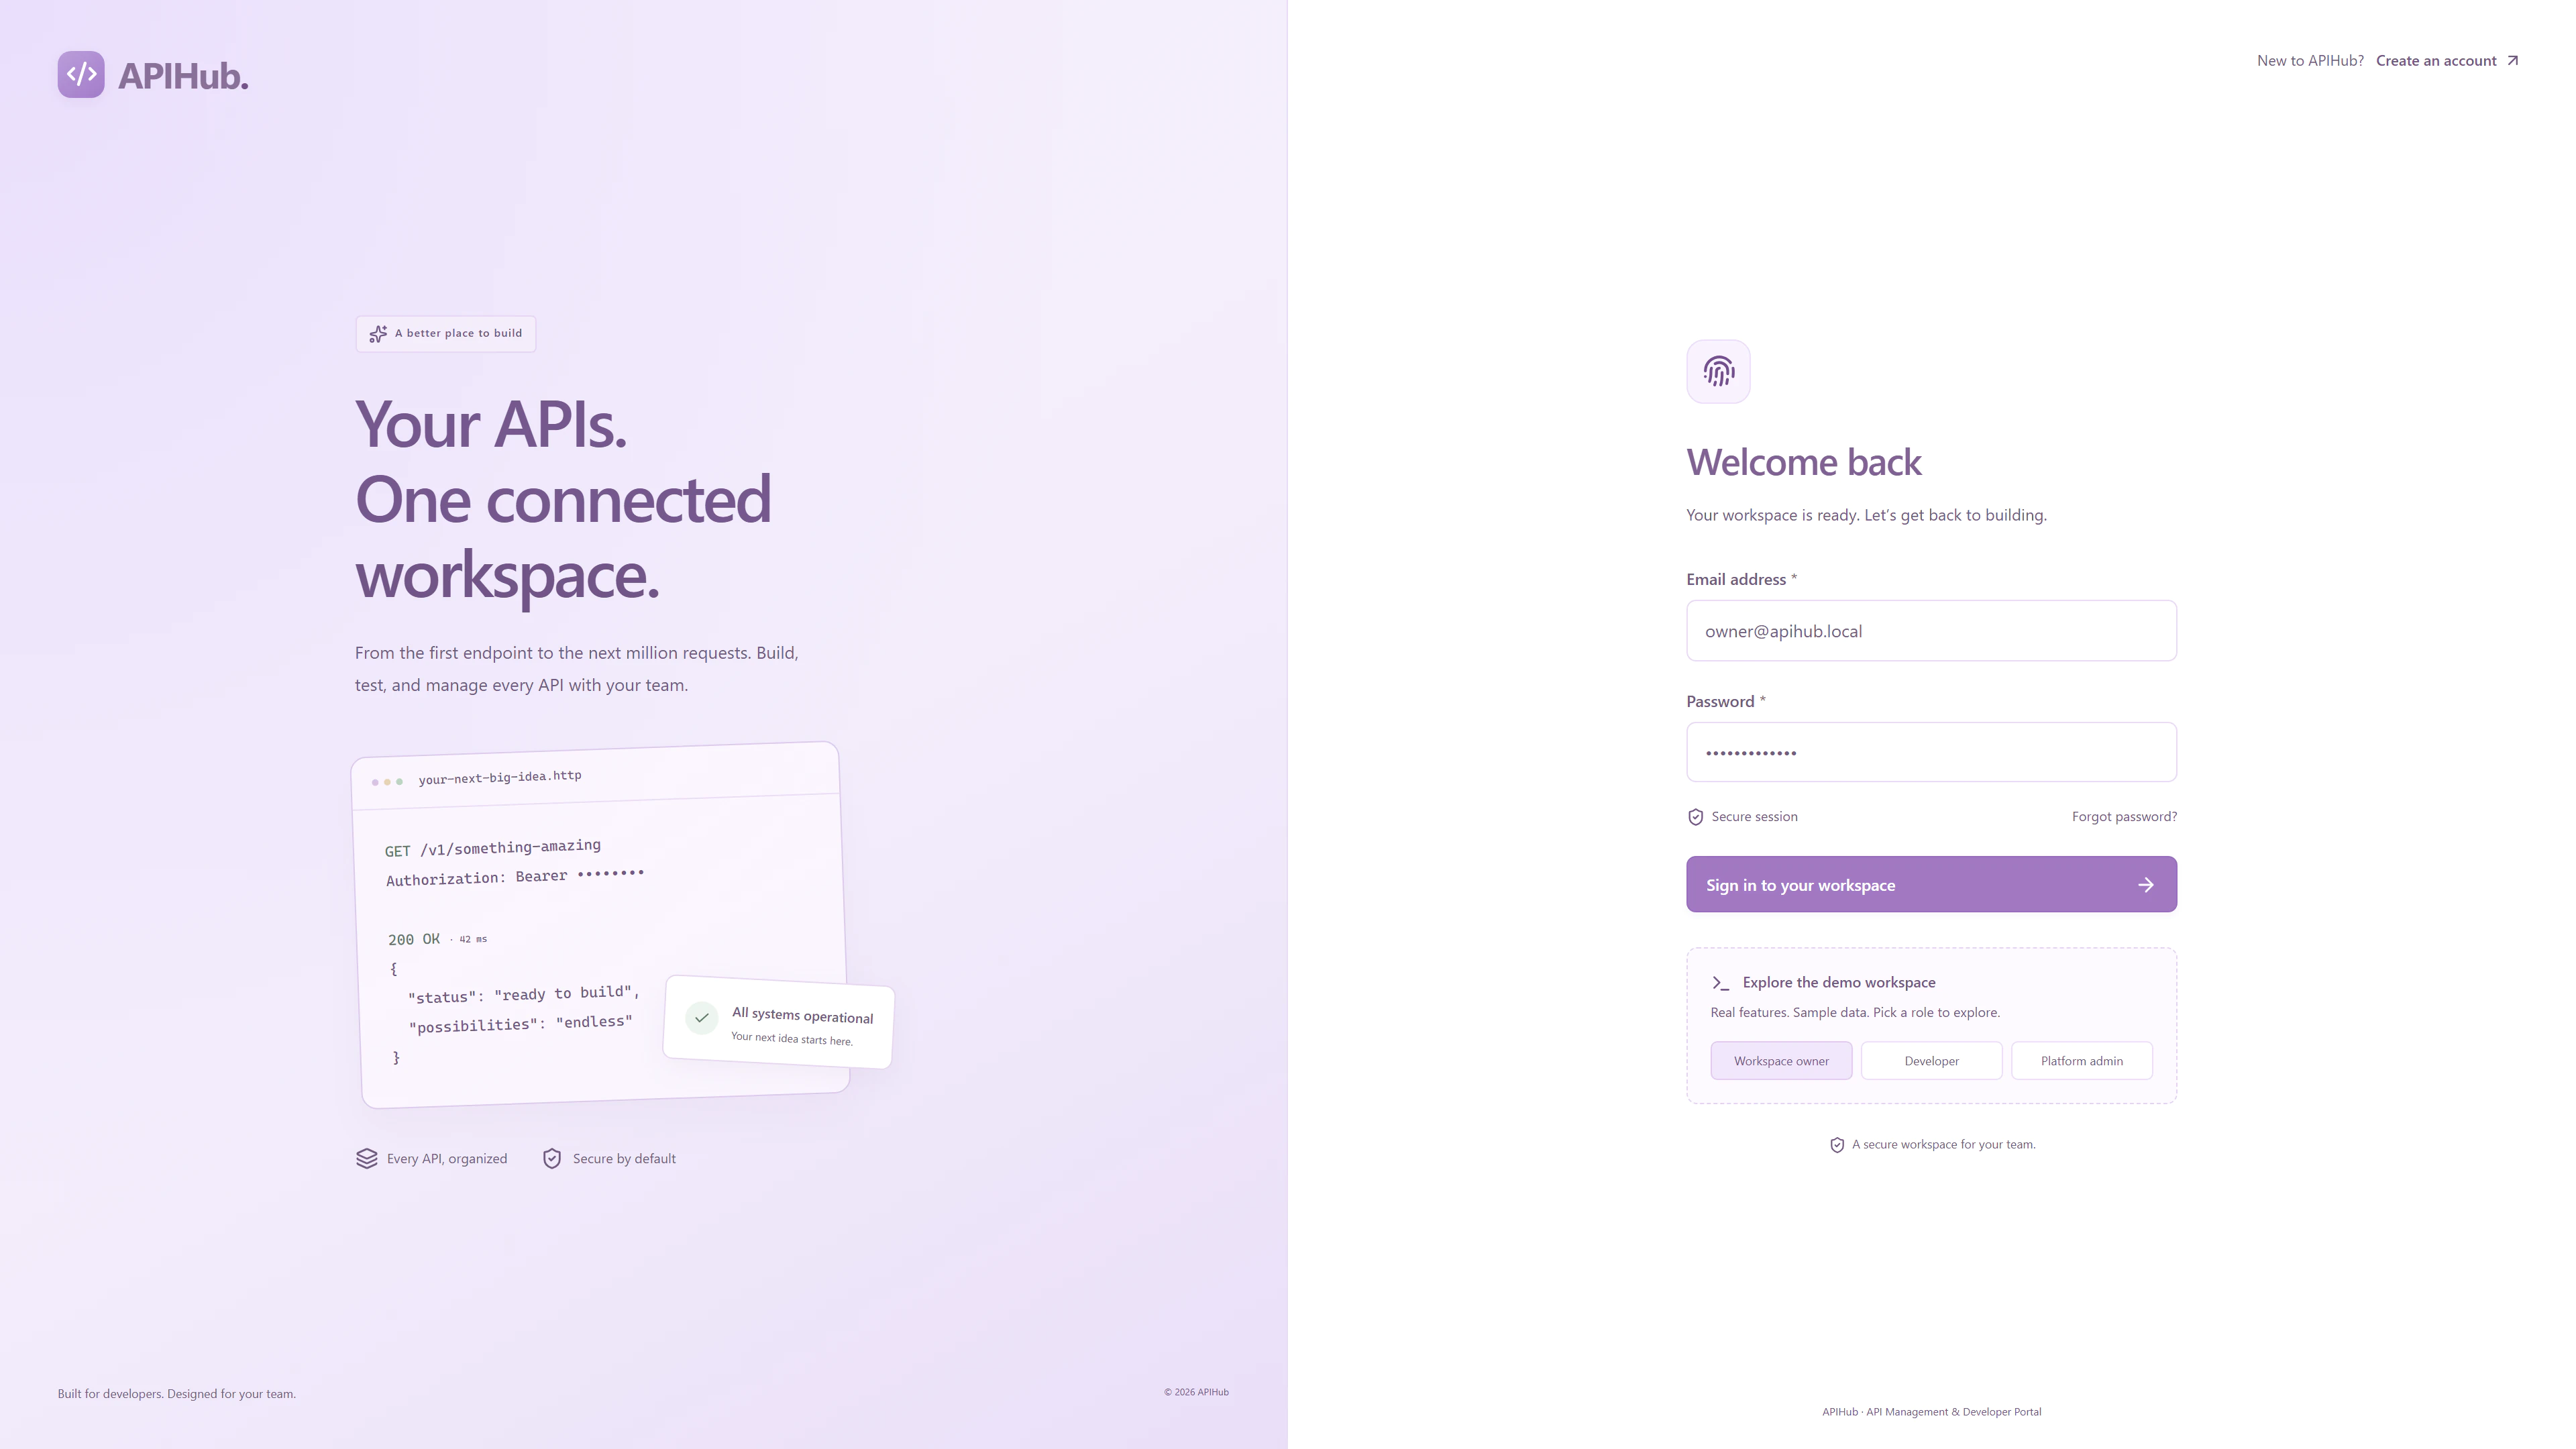 APIHub.
A better place to build
Your APIs.
One connected
workspace.
From the first endpoint to the next million requests. Build,
test, and manage every API with your team.
your-next-big-idea.http
GET /v1/something-amazing
Authorization: Bearer ••••••••
200 OK · 42 ms
{
"status": "ready to build",
"possibilities": "endless"
}
All systems operational
Your next idea starts here.
Every API, organized
Secure by default
Built for developers. Designed for your team.
© 2026 APIHub
New to APIHub? Create an account
Welcome back
Your workspace is ready. Let's get back to building.
Email address *
owner@apihub.local
Password *
•••••••••••••
Secure session
Forgot password?
Sign in to your workspace
Explore the demo workspace
Real features. Sample data. Pick a role to explore.
Workspace owner
Developer
Platform admin
A secure workspace for your team.
APIHub · API Management & Developer Portal